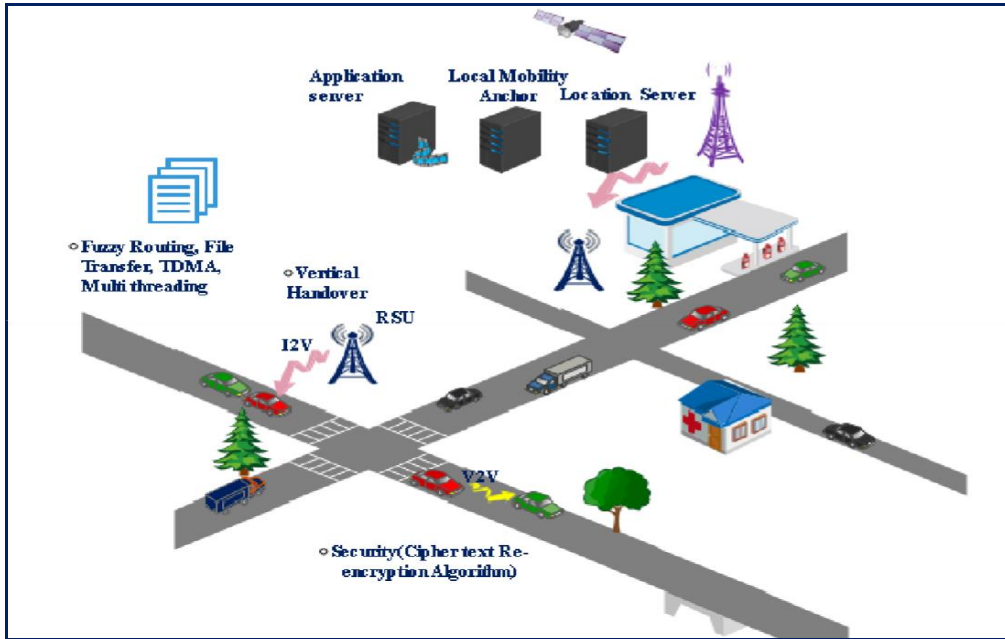 Application
server
Local Mobility
Anchor
Location Server
Fuzzy Routing, File
Transfer, TDMA,
Multi threading
Vertical
Handover
RSU
I2V
V2V
Security(Cipher text Re-
encryption Algorithm)